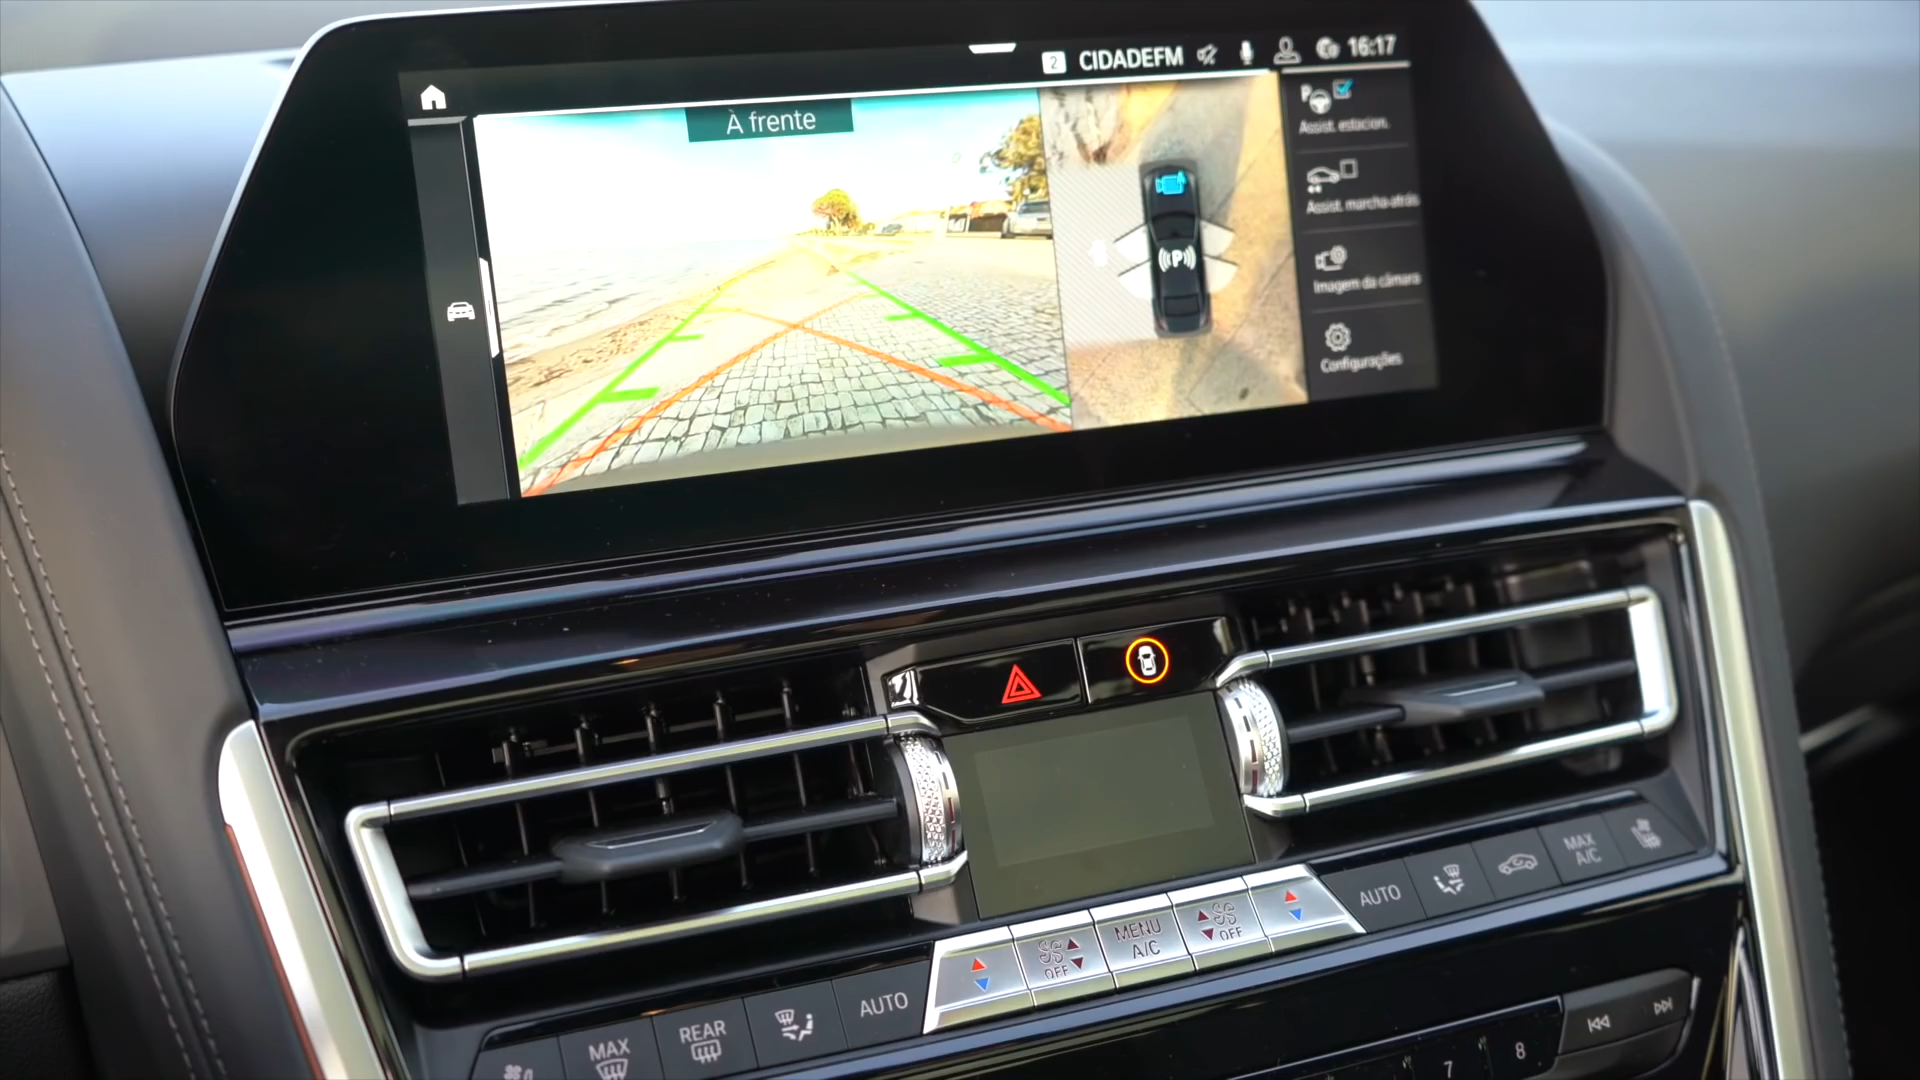 2 CIDADEFM 16:17
À frente
P
Assist. estacion.
Assist. marcha-atrás
Imagem da câmara
Configurações
((P))
MAX
A/C
AUTO
OFF
MENU
A/C
OFF
AUTO
REAR
MAX
7
8